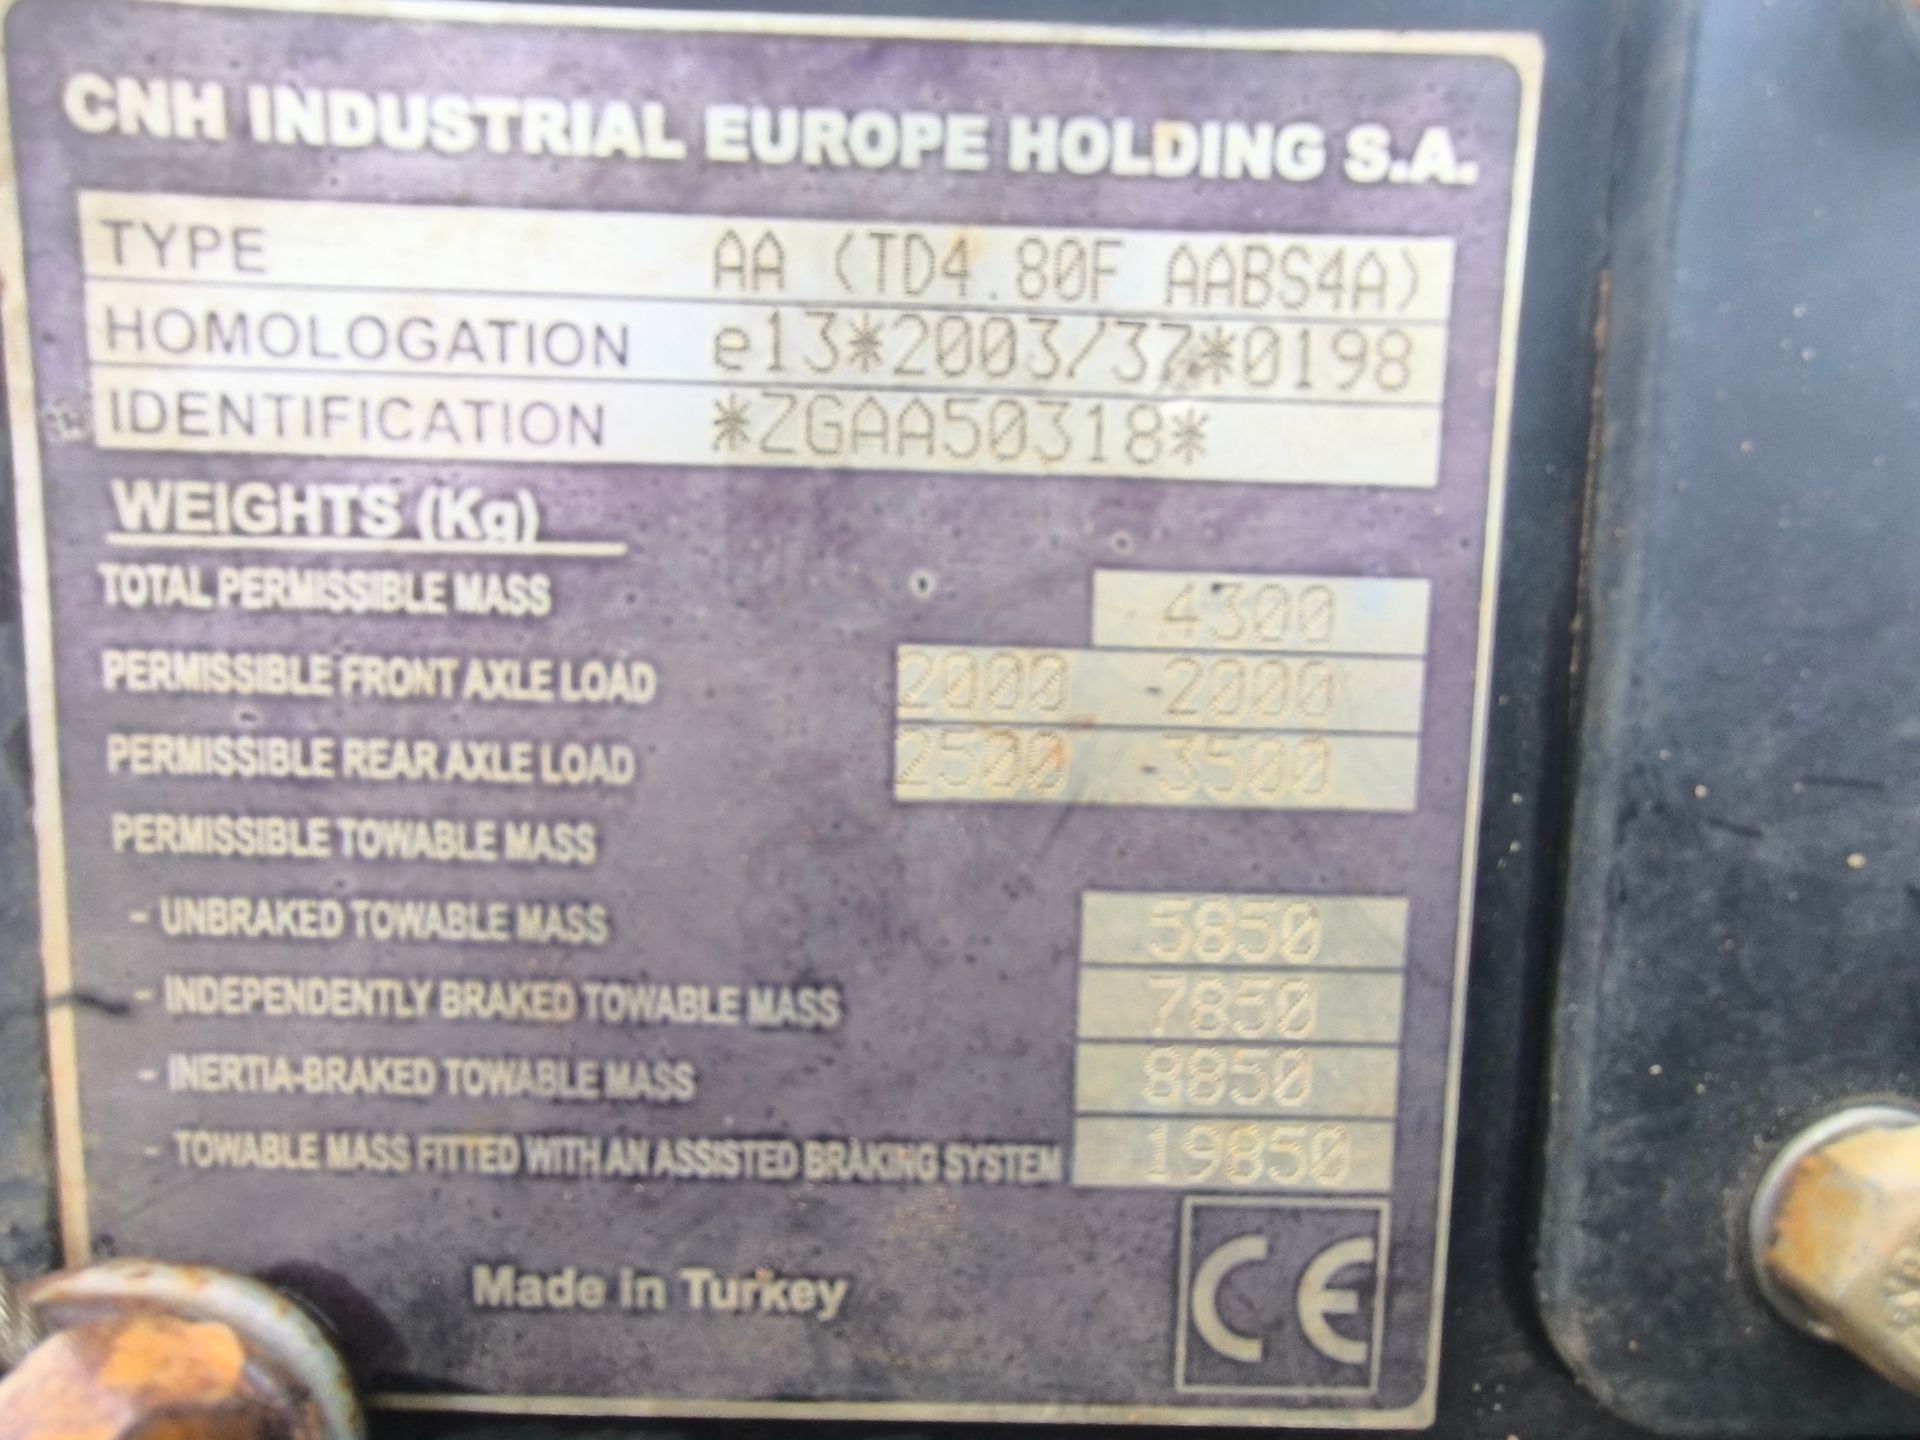 CNH INDUSTRIAL EUROPE HOLDING S.A.
TYPE AA (TD4.80F AABS4A)
HOMOLOGATION e13*2003/37*0198
IDENTIFICATION *ZGAA50318*
WEIGHTS (Kg)
TOTAL PERMISSIBLE MASS 4300
PERMISSIBLE FRONT AXLE LOAD 2000 - 2000
PERMISSIBLE REAR AXLE LOAD 2500 - 3500
PERMISSIBLE TOWABLE MASS
- UNBRAKED TOWABLE MASS 5850
- INDEPENDENTLY BRAKED TOWABLE MASS 7850
- INERTIA-BRAKED TOWABLE MASS 8850
- TOWABLE MASS FITTED WITH AN ASSISTED BRAKING SYSTEM 19850
Made in Turkey
CE